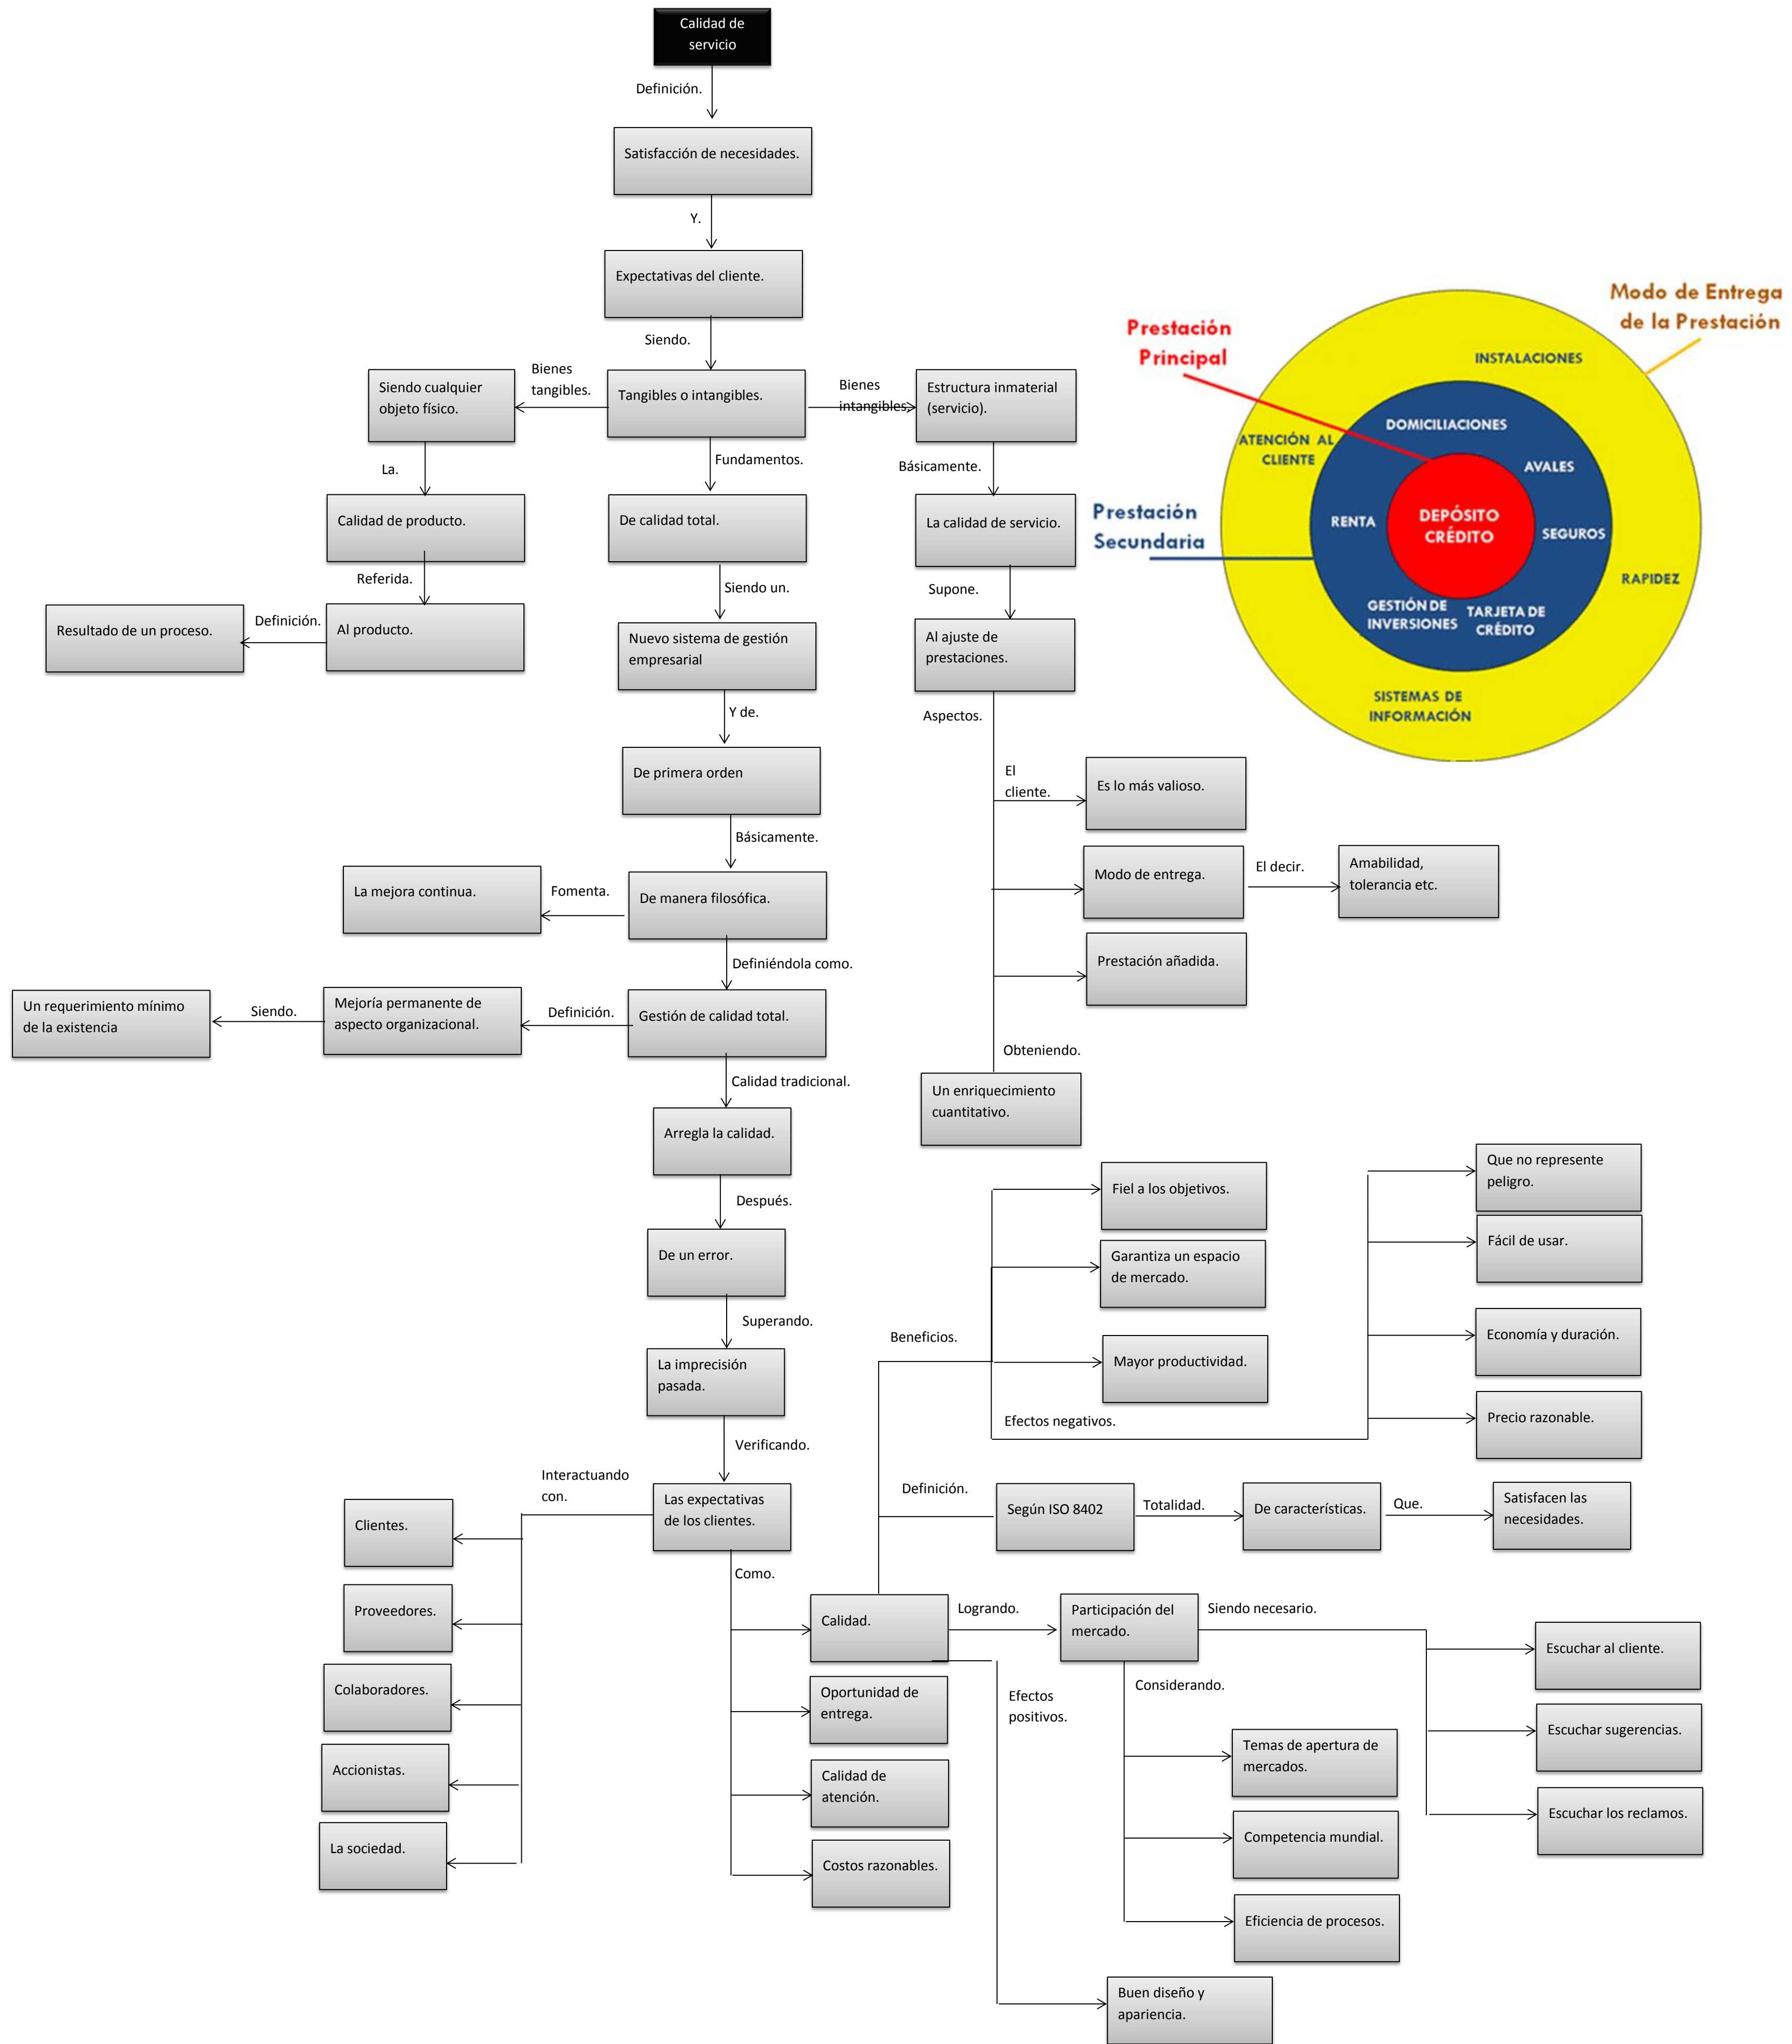 Calidad de
servicio
Definición.
Satisfacción de necesidades.
Y.
Expectativas del cliente.
Siendo.
Bienes
tangibles.
Siendo cualquier
objeto físico.
Tangibles o intangibles.
Bienes
intangibles.
Estructura inmaterial
(servicio).
La.
Fundamentos.
Básicamente.
Calidad de producto.
De calidad total.
La calidad de servicio.
Referida.
Siendo un.
Supone.
Resultado de un proceso.
Definición.
Al producto.
Nuevo sistema de gestión
empresarial
Al ajuste de
prestaciones.
Y de.
Aspectos.
De primera orden
El
cliente.
Es lo más valioso.
Básicamente.
La mejora continua.
Fomenta.
De manera filosófica.
Modo de entrega.
El decir.
Amabilidad,
tolerancia etc.
Definiéndola como.
Prestación añadida.
Un requerimiento mínimo
de la existencia
Siendo.
Mejoría permanente de
aspecto organizacional.
Definición.
Gestión de calidad total.
Obteniendo.
Calidad tradicional.
Un enriquecimiento
cuantitativo.
Arregla la calidad.
Después.
De un error.
Superando.
La imprecisión
pasada.
Verificando.
Interactuando
con.
Las expectativas
de los clientes.
Clientes.
Proveedores.
Colaboradores.
Accionistas.
La sociedad.
Como.
Calidad.
Oportunidad de
entrega.
Calidad de
atención.
Costos razonables.
Beneficios.
Fiel a los objetivos.
Garantiza un espacio
de mercado.
Mayor productividad.
Efectos negativos.
Que no represente
peligro.
Fácil de usar.
Economía y duración.
Precio razonable.
Definición.
Según ISO 8402
Totalidad.
De características.
Que.
Satisfacen las
necesidades.
Logrando.
Participación del
mercado.
Siendo necesario.
Escuchar al cliente.
Escuchar sugerencias.
Escuchar los reclamos.
Considerando.
Temas de apertura de
mercados.
Competencia mundial.
Eficiencia de procesos.
Efectos
positivos.
Buen diseño y
apariencia.
Modo de Entrega
de la Prestación
Prestación
Principal
Prestación
Secundaria
INSTALACIONES
ATENCIÓN AL
CLIENTE
RAPIDEZ
SISTEMAS DE
INFORMACIÓN
DOMICILIACIONES
AVALES
RENTA
SEGUROS
GESTIÓN DE
INVERSIONES
TARJETA DE
CRÉDITO
DEPÓSITO
CRÉDITO